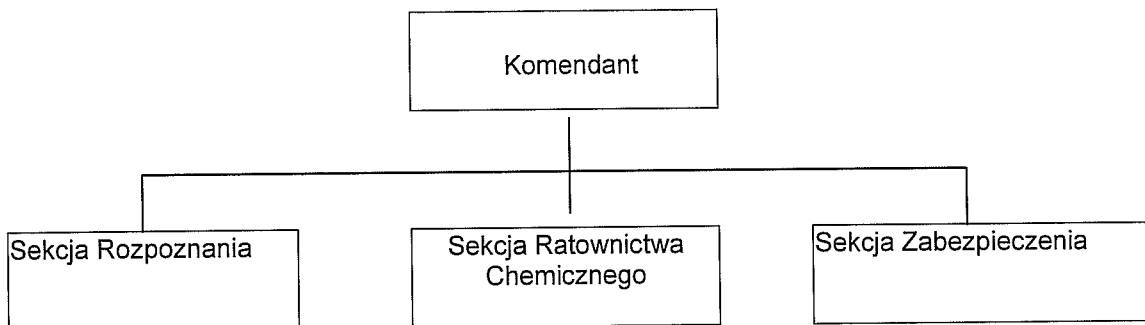 Komendant
Sekcja Rozpoznania
Sekcja Ratownictwa
Chemicznego
Sekcja Zabezpieczenia